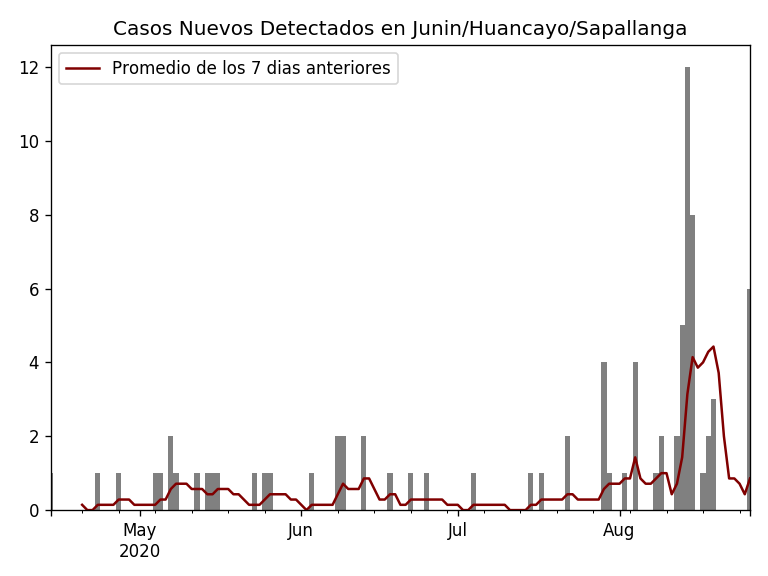 Casos Nuevos Detectados en Junin/Huancayo/Sapallanga
Promedio de los 7 dias anteriores
12
10
8
6
4
2
0
May
2020
Jun
Jul
Aug